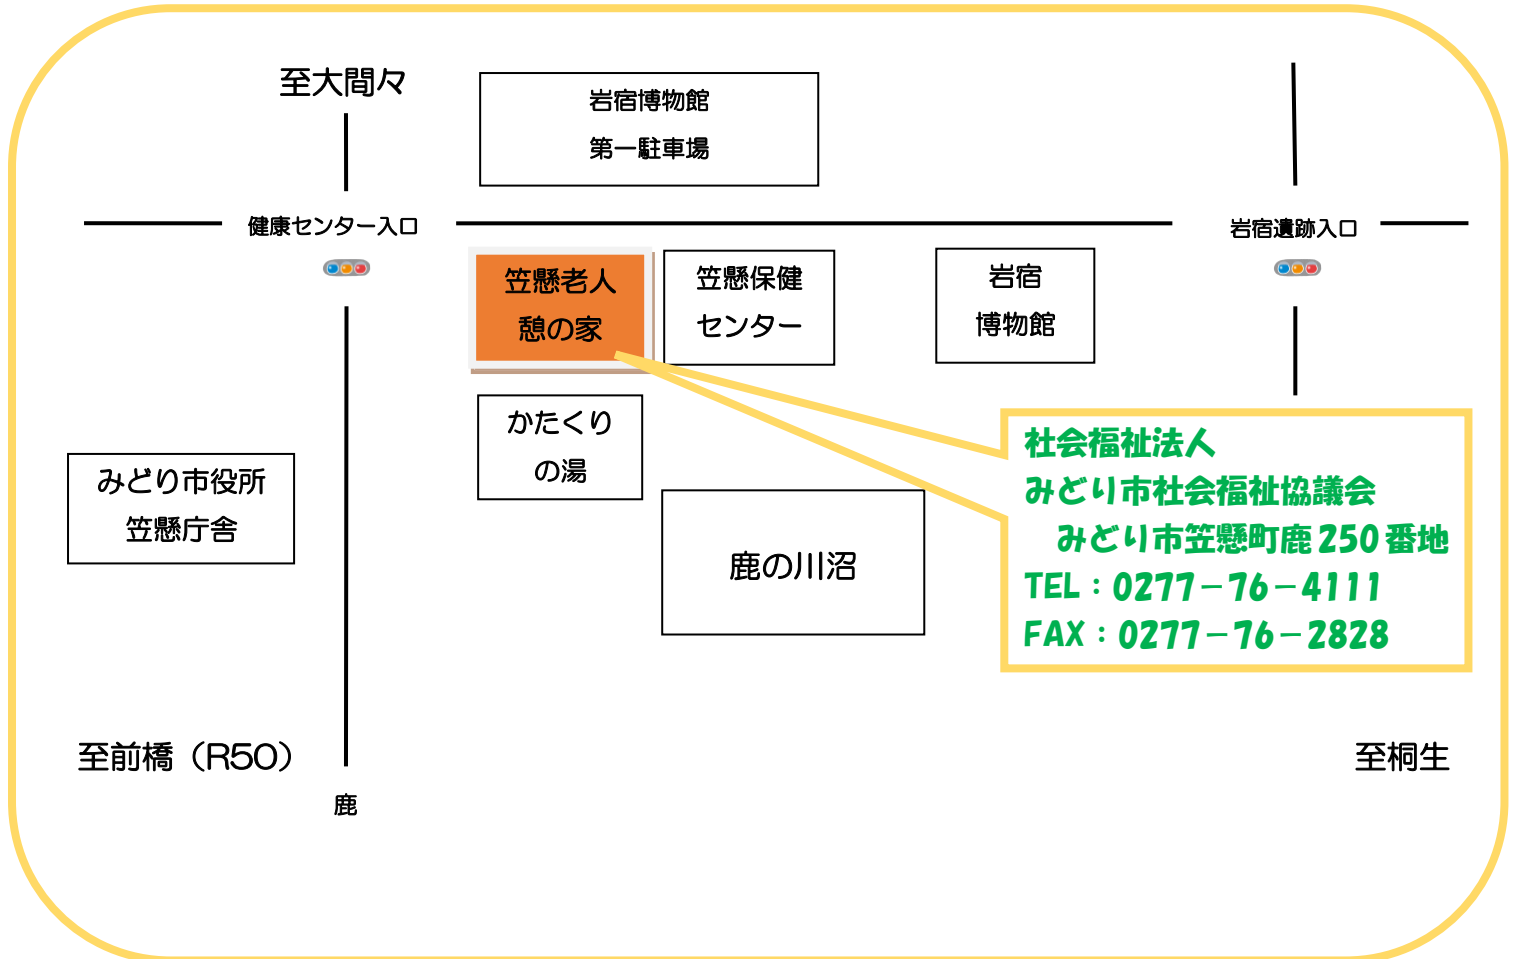 至大間々
岩宿博物館
第一駐車場
健康センター入口
岩宿遺跡入口
笠懸老人
憩の家
笠懸保健
センター
岩宿
博物館
かたくり
の湯
みどり市役所
笠懸庁舎
鹿の川沼
社会福祉法人
みどり市社会福祉協議会
みどり市笠懸町鹿250番地
TEL：0277－76－4111
FAX：0277－76－2828
至前橋（R50）
至桐生
鹿